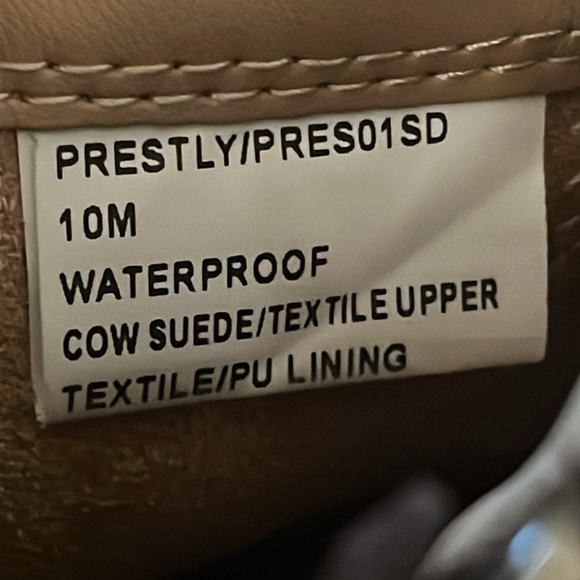 PRESTLY/PRES01SD
10M
WATERPROOF
COW SUEDE/TEXTILE UPPER
TEXTILE/PU LINING